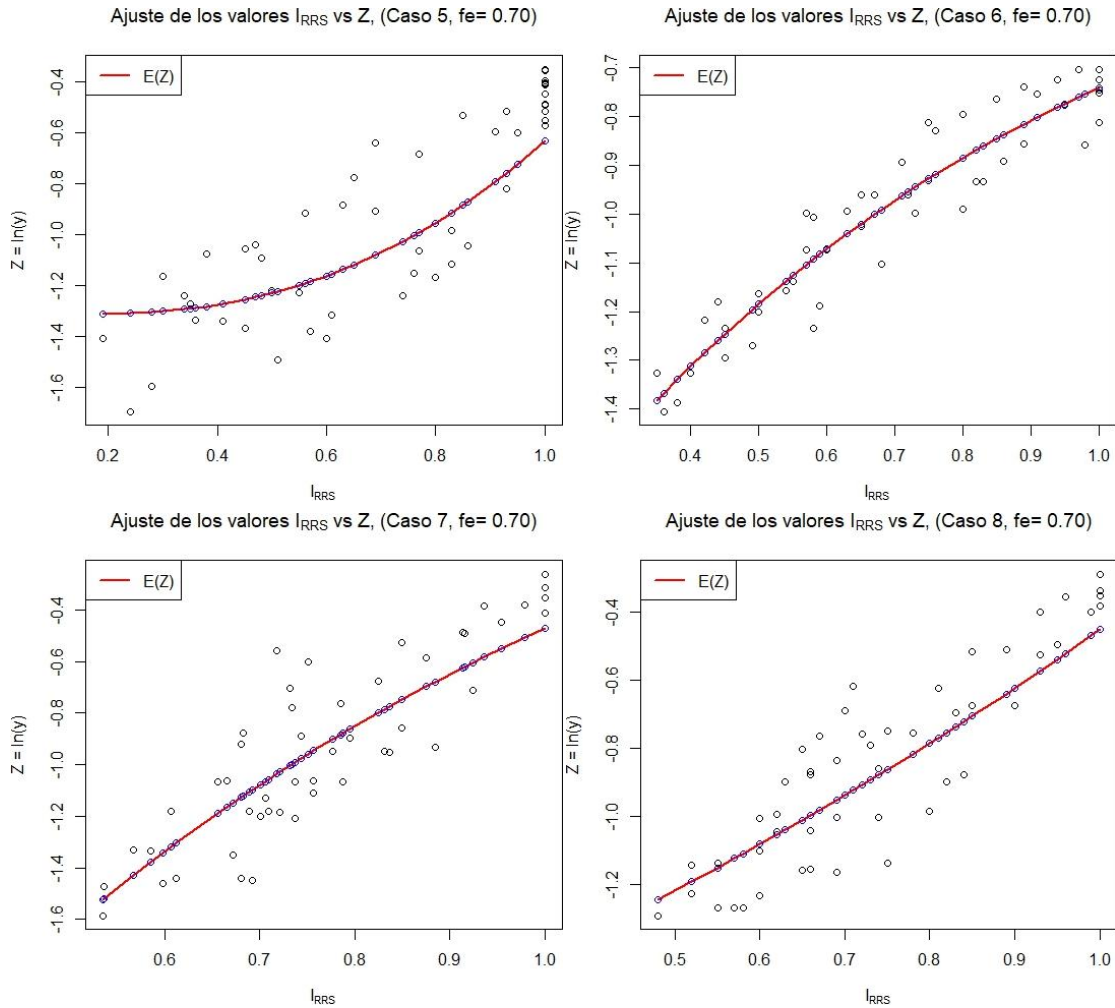 Ajuste de los valores I_RRS vs Z, (Caso 5, fe= 0.70)
E(Z)
Z = ln(y)
-0.4
-0.6
-0.8
-1.0
-1.2
-1.4
-1.6
0.2 0.4 0.6 0.8 1.0
I_RRS
Ajuste de los valores I_RRS vs Z, (Caso 6, fe= 0.70)
E(Z)
Z = ln(y)
-0.7
-0.8
-0.9
-1.0
-1.1
-1.2
-1.3
-1.4
0.4 0.5 0.6 0.7 0.8 0.9 1.0
I_RRS
Ajuste de los valores I_RRS vs Z, (Caso 7, fe= 0.70)
E(Z)
Z = ln(y)
-0.4
-0.6
-0.8
-1.0
-1.2
-1.4
-1.6
0.6 0.7 0.8 0.9 1.0
I_RRS
Ajuste de los valores I_RRS vs Z, (Caso 8, fe= 0.70)
E(Z)
Z = ln(y)
-0.4
-0.6
-0.8
-1.0
-1.2
0.5 0.6 0.7 0.8 0.9 1.0
I_RRS